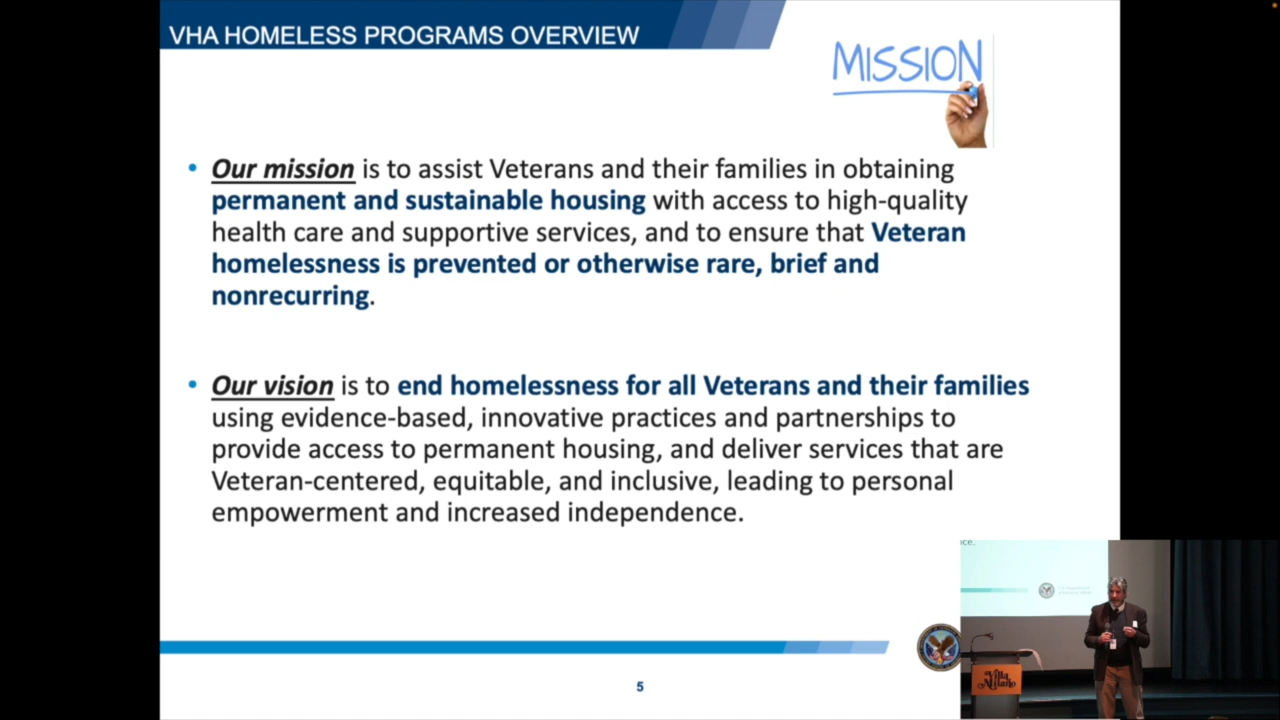 VHA HOMELESS PROGRAMS OVERVIEW
MISSION
• Our mission is to assist Veterans and their families in obtaining
permanent and sustainable housing with access to high-quality
health care and supportive services, and to ensure that Veteran
homelessness is prevented or otherwise rare, brief and
nonrecurring.
• Our vision is to end homelessness for all Veterans and their families
using evidence-based, innovative practices and partnerships to
provide access to permanent housing, and deliver services that are
Veteran-centered, equitable, and inclusive, leading to personal
empowerment and increased independence.
5
nce.
Villa
Milano